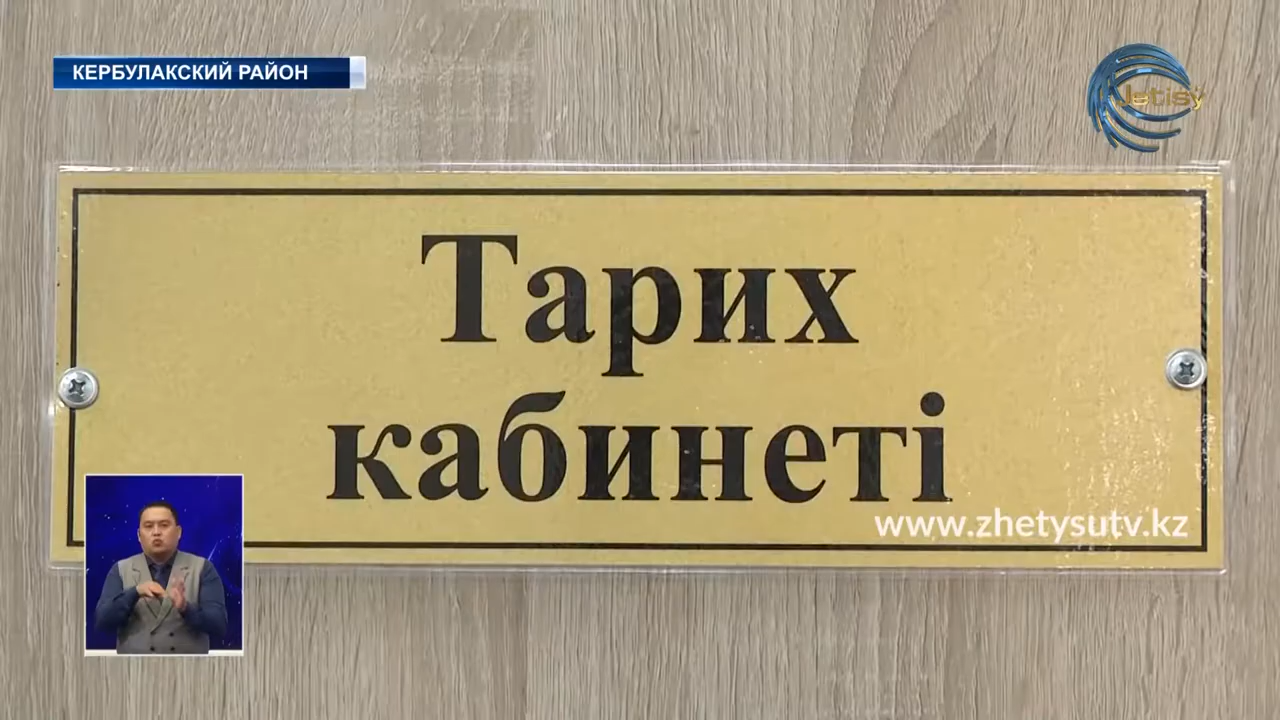 КЕРБУЛАКСКИЙ РАЙОН
Jetisý
Тарих
кабинеті
www.zhetysutv.kz